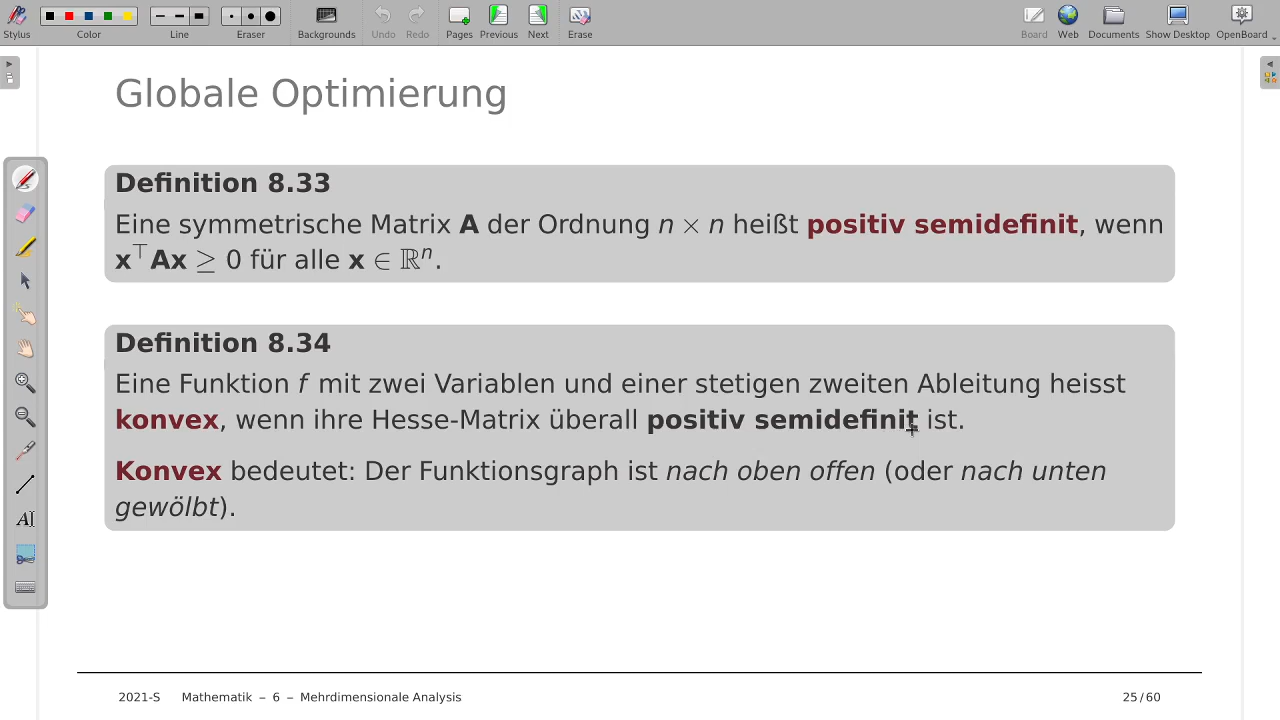 Stylus
Color
Line
Eraser
Backgrounds
Undo
Redo
Pages
Previous
Next
Erase
Board
Web
Documents
Show Desktop
OpenBoard
Globale Optimierung
Definition 8.33
Eine symmetrische Matrix A der Ordnung n × n heißt positiv semidefinit, wenn
x⊤Ax ≥ 0 für alle x ∈ ℝⁿ.
Definition 8.34
Eine Funktion f mit zwei Variablen und einer stetigen zweiten Ableitung heisst
konvex, wenn ihre Hesse-Matrix überall positiv semidefinit ist.
Konvex bedeutet: Der Funktionsgraph ist nach oben offen (oder nach unten
gewölbt).
2021-S Mathematik – 6 – Mehrdimensionale Analysis
25/60